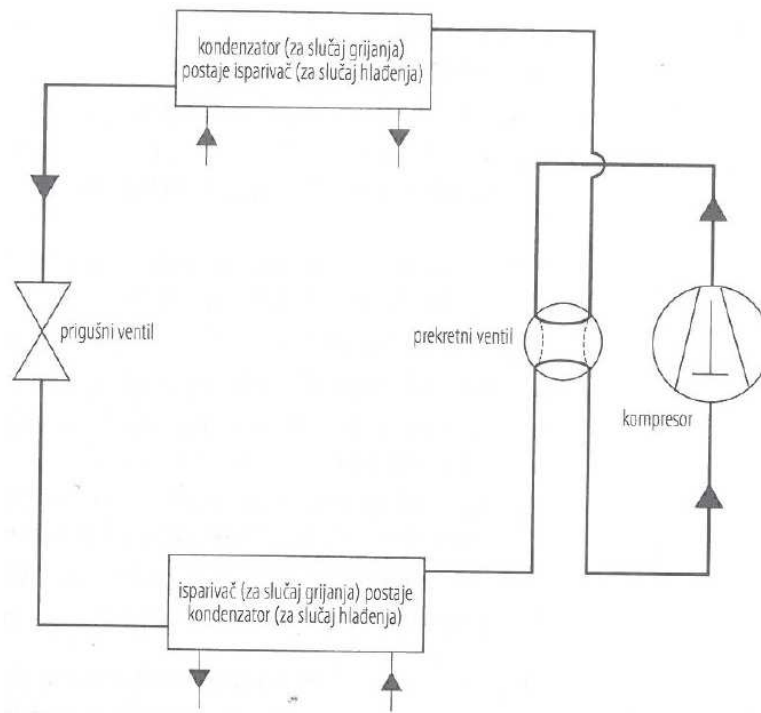 kondenzator (za slučaj grijanja)
postaje isparivač (za slučaj hlađenja)
prigušni ventil
prekretni ventil
kompresor
isparivač (za slučaj grijanja) postaje
kondenzator (za slučaj hlađenja)